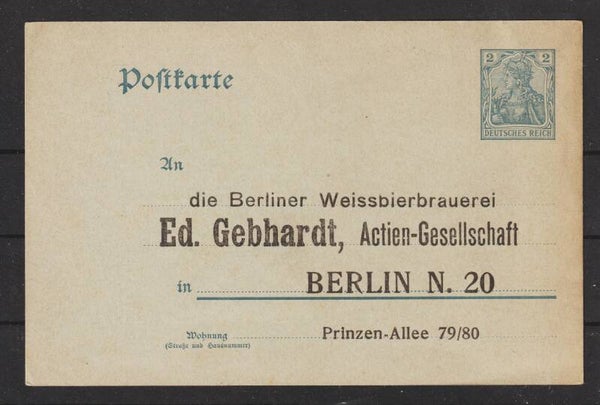 Postkarte
2 2
DEUTSCHES REICH
An
die Berliner Weissbierbrauerei
Ed. Gebhardt, Actien-Gesellschaft
in BERLIN N. 20
Wohnung Prinzen-Allee 79/80
(Straße und Hausnummer)